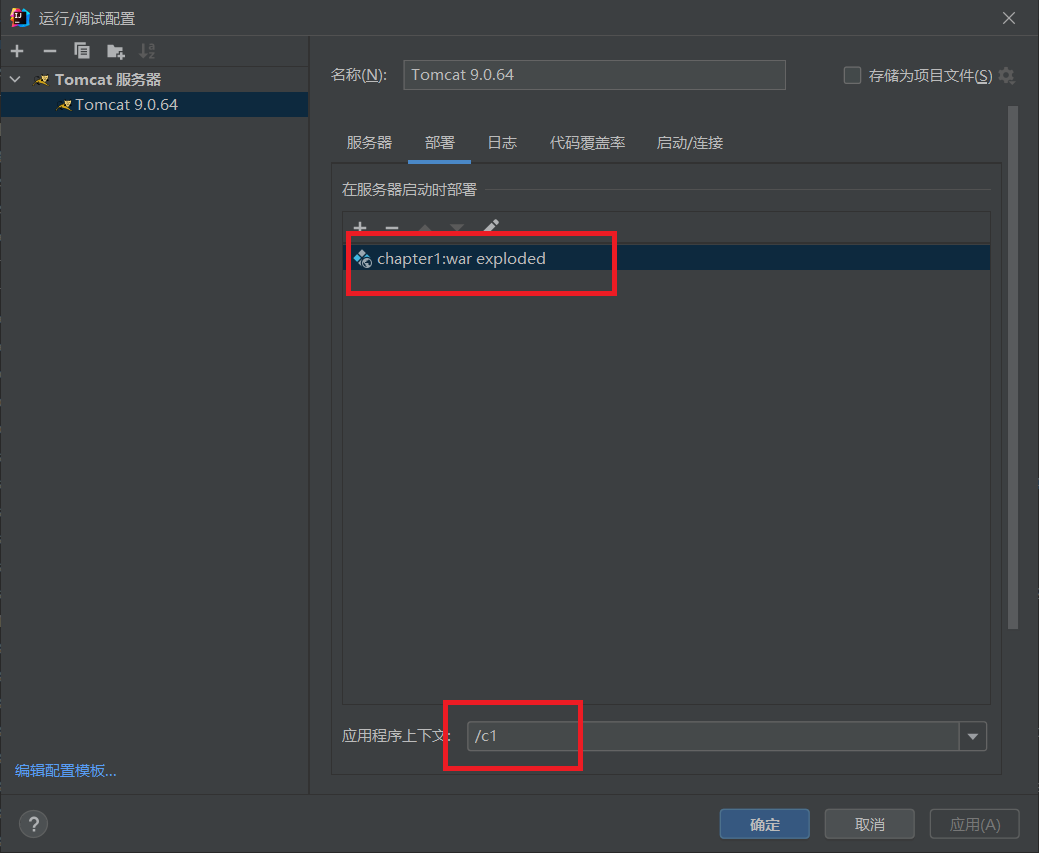 运行/调试配置
Tomcat 服务器
Tomcat 9.0.64
名称(N):
Tomcat 9.0.64
存储为项目文件(S)
服务器 部署 日志 代码覆盖率 启动/连接
在服务器启动时部署
chapter1:war exploded
应用程序上下文:
/c1
编辑配置模板...
?
确定 取消 应用(A)